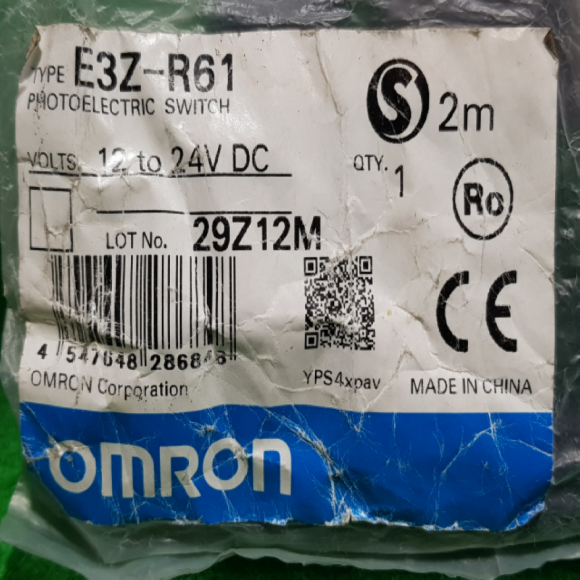 TYPE E3Z-R61
PHOTOELECTRIC SWITCH
S 2m
VOLTS 12 to 24V DC
QTY. 1
Ro
LOT No. 29Z12M
4 547648 286846
CE
OMRON Corporation
YPS4xpav
MADE IN CHINA
OMRON